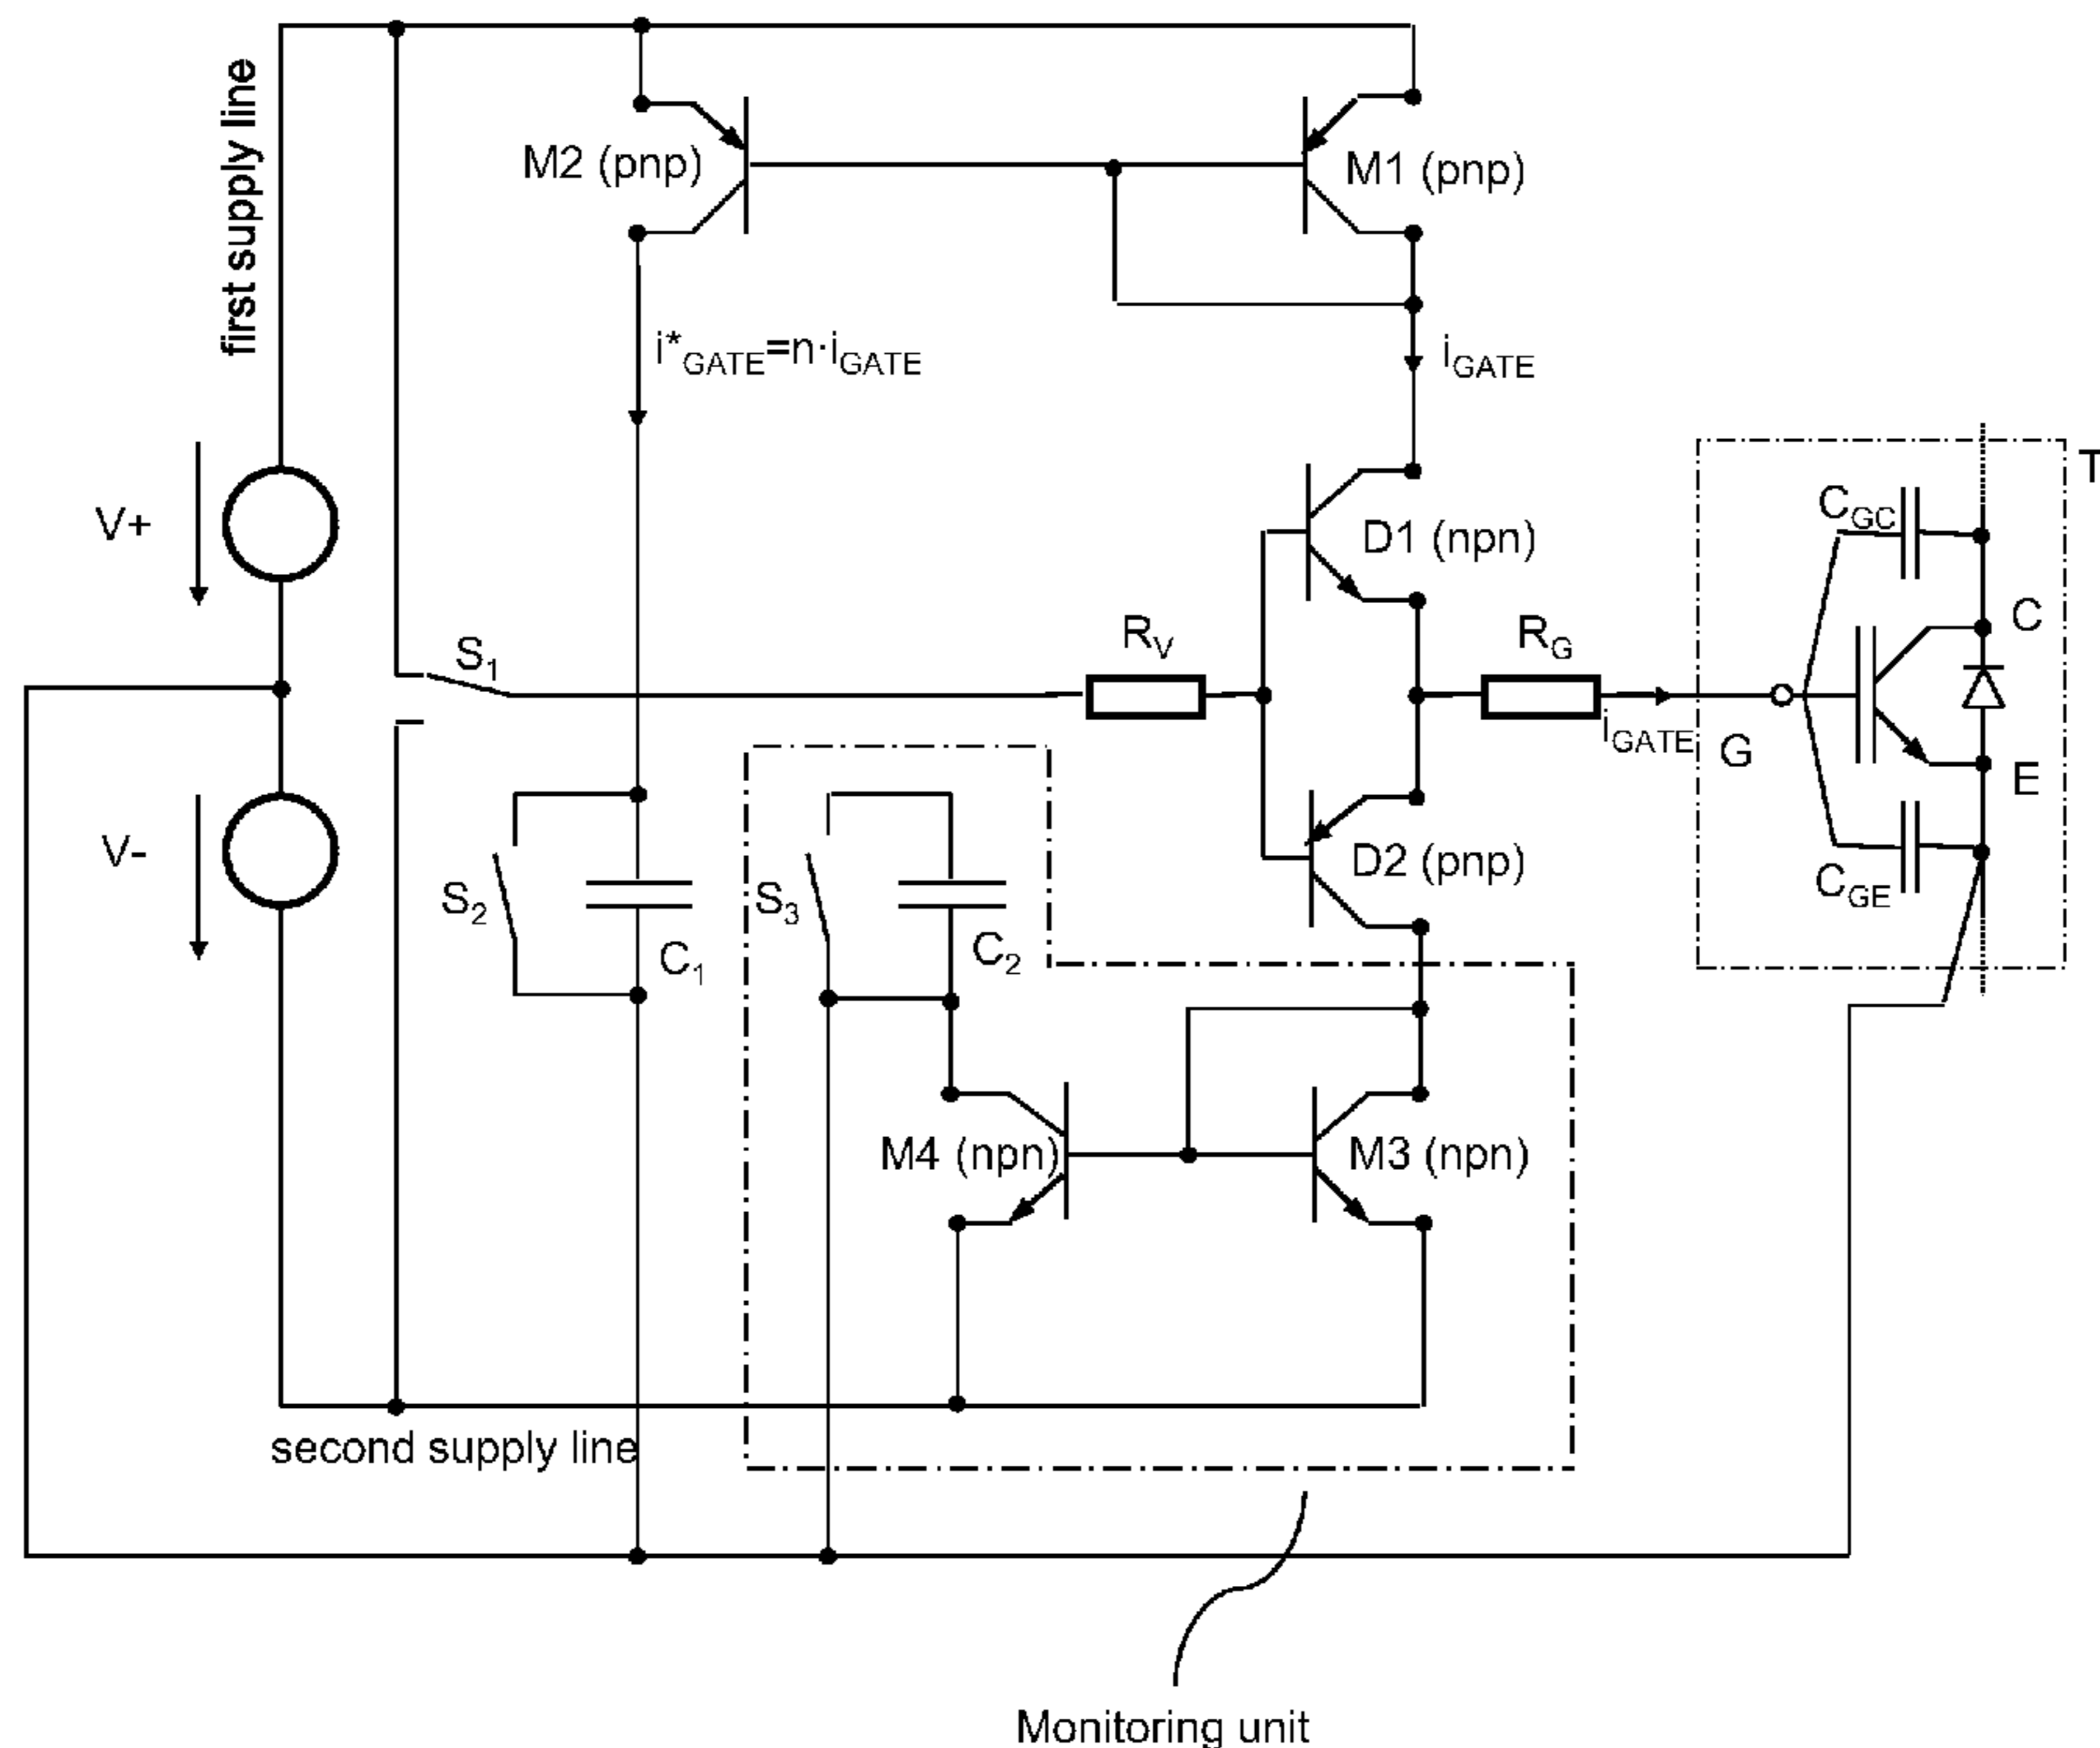 first supply line
M2 (pnp)
M1 (pnp)
i*GATE=n·iGATE
iGATE
V+
T
CGC
D1 (npn)
C
S1
RV
RG
iGATE
G
E
V-
D2 (pnp)
CGE
S2
S3
C1
C2
M4 (npn)
M3 (npn)
second supply line
Monitoring unit